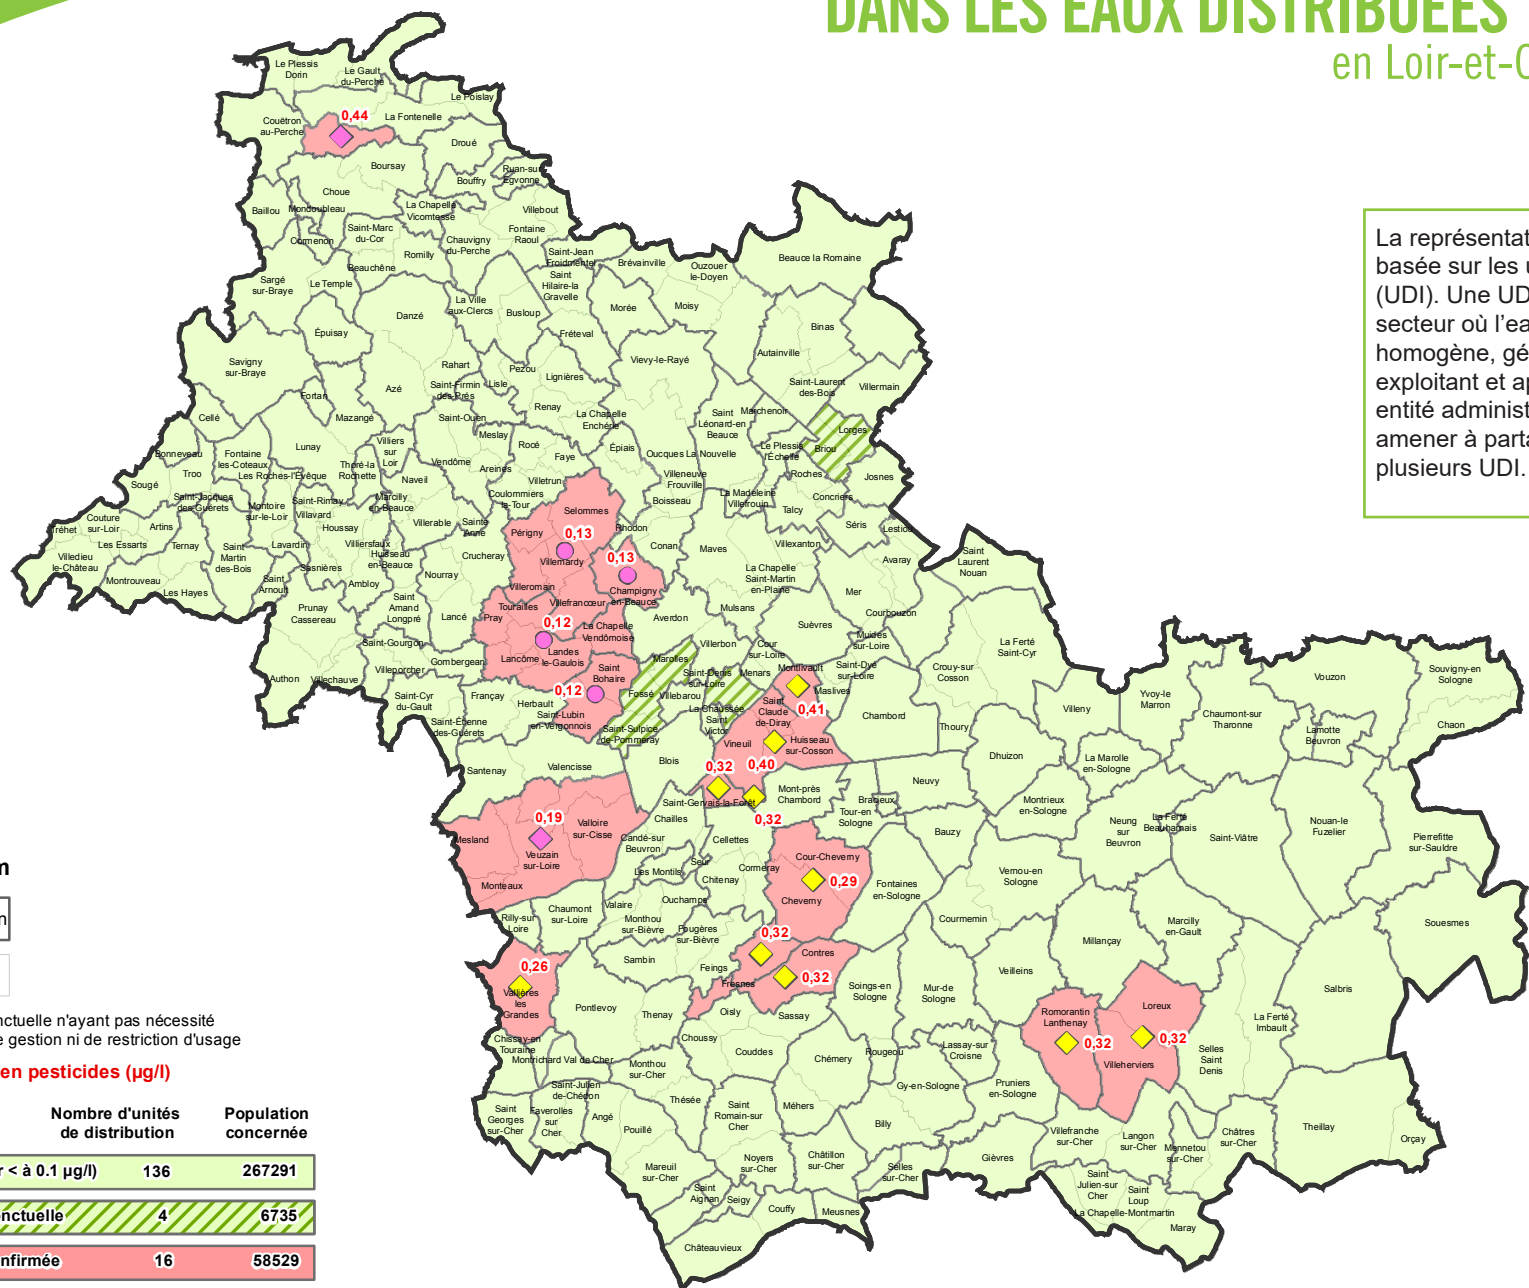 DANS LES EAUX DISTRIBUÉES
en Loir-et-C
La représentat
basée sur les u
(UDI). Une UD
secteur où l'ea
homogène, gé
exploitant et ap
entité administ
amener à parta
plusieurs UDI.
Le Plessis
Dorin
Le Gault
du-Perche
Le Poislay
0,44
La Fontenelle
Couëtron
au-Perche
Droué
Boursay
Ruan-sur
Egvonne
Bouffry
Choue
Baillou
Mondoubleau
La Chapelle
Vicomtesse
Villebout
Cormenon
Saint-Marc
du-Cor
Fontaine
Raoul
Chauvigny
du-Perche
Romilly
Saint-Jean
Froidmentel
Brévainville
Ouzouer
le-Doyen
Beauce la Romaine
Beauchêne
Sargé
sur-Braye
Le Temple
Saint
Hilaire-la
Gravelle
Morée
Moisy
La Ville
aux-Clercs
Busloup
Danzé
Épuisay
Binas
Fréteval
Autainville
Savigny
sur-Braye
Vievy-le-Rayé
Rahart
Pezou
Lignières
Saint-Firmin
des-Prés
Lisle
Azé
Fortan
Saint-Laurent
des-Bois
Villermain
Renay
Cellé
Mazangé
Saint-Ouen
La Chapelle
Enchérie
Saint
Léonard-en
Beauce
Marchenoir
Lorges
Meslay
Villiers
sur
Loir
Rocé
Épiais
Lunay
Briou
Le Plessis
l'Échelle
Faye
Oucques La Nouvelle
Bonneveau
Fontaine
les-Coteaux
Vendôme
Areines
Thoré-la
Rochette
Troo
Les Roches-l'Évêque
Naveil
Villetrun
Villeneuve
Frouville
Roches
Josnes
Sougé
Coulommiers
la-Tour
Boisseau
La Madeleine
Villefrouin
Concriers
Saint-Jacques
des-Guérets
Montoire
sur-le-Loir
Saint-Rimay
Villavard
Marcilly
en-Beauce
Selommes
Talcy
Couture
sur-Loir
Tréhet
Artins
Houssay
Villerable
Sainte
Anne
Périgny
0,13
Rhodon
Séris
Lestiou
Les Essarts
Ternay
Lavardin
Villiersfaux
Huisseau
en-Beauce
Crucheray
Villemardy
Conan
Maves
Villexanton
Saint
Laurent
Nouan
Villedieu
le-Château
Saint-
Martin
des-Bois
Sasnières
0,13
Avaray
Montrouveau
Saint
Arnoult
Ambloy
Nourray
Villeromain
Champigny
en-Beauce
La Chapelle
Saint-Martin
en-Plaine
Mer
Les Hayes
Saint
Amand
Longpré
Villefrancœur
Tourailles
Pray
Mulsans
Courbouzon
Prunay
Cassereau
Lancé
0,12
La Chapelle
Vendômoise
Averdon
Suèvres
Saint-Gourgon
Muides
sur-Loire
La Ferté
Saint-Cyr
Villerbon
Cour
sur-Loire
Gombergean
Lancôme
Landes
le-Gaulois
Marolles
Villeporcher
Saint
Bohaire
Saint-Denis
sur-Loire
Menars
Montlivault
Saint-Dyé
sur-Loire
Crouy-sur
Cosson
Authon
Villechauve
Souvigny-en
Sologne
Vouzon
Saint-Cyr
du-Gault
Françay
0,12
Fossé
Villebarou
Maslives
Yvoy-le
Marron
Herbault
Saint-Lubin
en-Vergonnois
La Chaussée
Saint
Victor
Saint
Claude
de-Diray
0,41
Chambord
Villeny
Chaumont-sur
Tharonne
Saint-Étienne
des-Guérets
Saint-Sulpice
de-Pommeray
Thoury
Lamotte
Beuvron
Chaon
Vineuil
Huisseau
sur-Cosson
Dhuizon
La Marolle
en-Sologne
Santenay
Valencisse
Blois
0,32
0,40
Neuvy
Mont-près
Chambord
Bracieux
Saint-Gervais-la-Forêt
0,32
Tour-en
Sologne
Montrieux
en-Sologne
0,19
Valloire
sur-Cisse
Chailles
Bauzy
Neung
sur
Beuvron
La Ferté
Beauharnais
Saint-Viâtre
Nouan-le
Fuzelier
Pierrefitte
sur-Sauldre
Mesland
Candé-sur
Beuvron
Cellettes
Veuzain
sur-Loire
Seur
Cour-Cheverny
Les Montils
Cormeray
Vernou-en
Sologne
Monteaux
Chitenay
0,29
Fontaines
en-Sologne
Cheverny
Valaire
Ouchamps
Rilly-sur
Loire
Chaumont
sur-Loire
Monthou
sur-Bièvre
Fougères
sur-Bièvre
0,32
Courmemin
Marcilly
en-Gault
Souesmes
Millançay
Sambin
Contres
0,26
Feings
Veilleins
Fresnes
0,32
Vallières
les
Grandes
Soings-en
Sologne
Mur-de
Sologne
Salbris
Pontlevoy
Oisly
Sassay
Loreux
Thenay
Romorantin
Lanthenay
La Ferté
Imbault
Chissay-en
Touraine
Choussy
0,32
0,32
Montrichard Val de Cher
Couddes
Chémery
Rougeou
Lassay-sur
Croisne
Selles
Saint
Denis
Monthou
sur-Cher
Villeherviers
Saint-Julien
de-Chédon
Gy-en-Sologne
Pruniers
en-Sologne
Thésée
Saint
Georges
sur-Cher
Faverolles
sur
Cher
Angé
Saint
Romain-sur
Cher
Méhers
Pouillé
Billy
Villefranche
sur-Cher
Langon
sur-Cher
Châtres
sur-Cher
Theillay
Orçay
Mennetou
sur-Cher
Noyers
sur-Cher
Châtillon
sur-Cher
Gièvres
Mareuil
sur-Cher
Selles
sur-Cher
Saint
Julien-sur
Cher
Saint
Aignan
Seigy
Saint
Loup
Couffy
Meusnes
La Chapelle-Montmartin
Maray
Châteauvieux
n
n
nctuelle n'ayant pas nécessité
e gestion ni de restriction d'usage
en pesticides (µg/l)
Nombre d'unités
de distribution
Population
concernée
r < à 0.1 µg/l) 136 267291
nctuelle 4 6735
nfirmée 16 58529